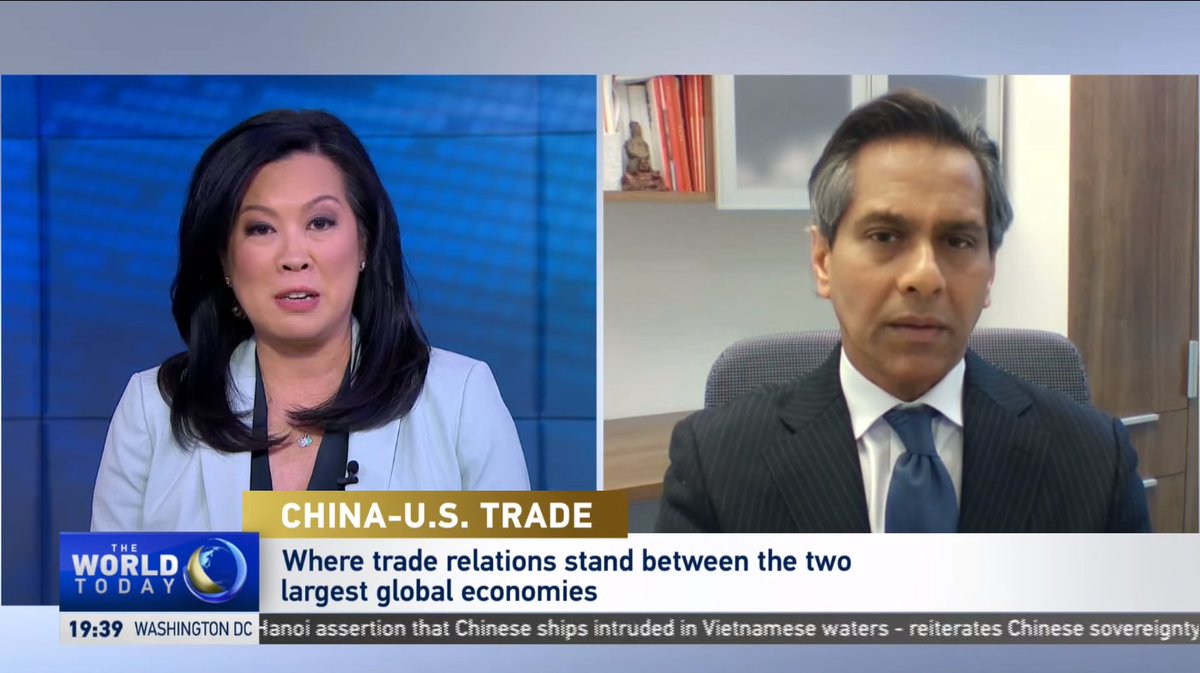 CHINA-U.S. TRADE
Where trade relations stand between the two
largest global economies
THE
WORLD
TODAY
19:39 WASHINGTON DC
Hanoi assertion that Chinese ships intruded in Vietnamese waters - reiterates Chinese sovereignty